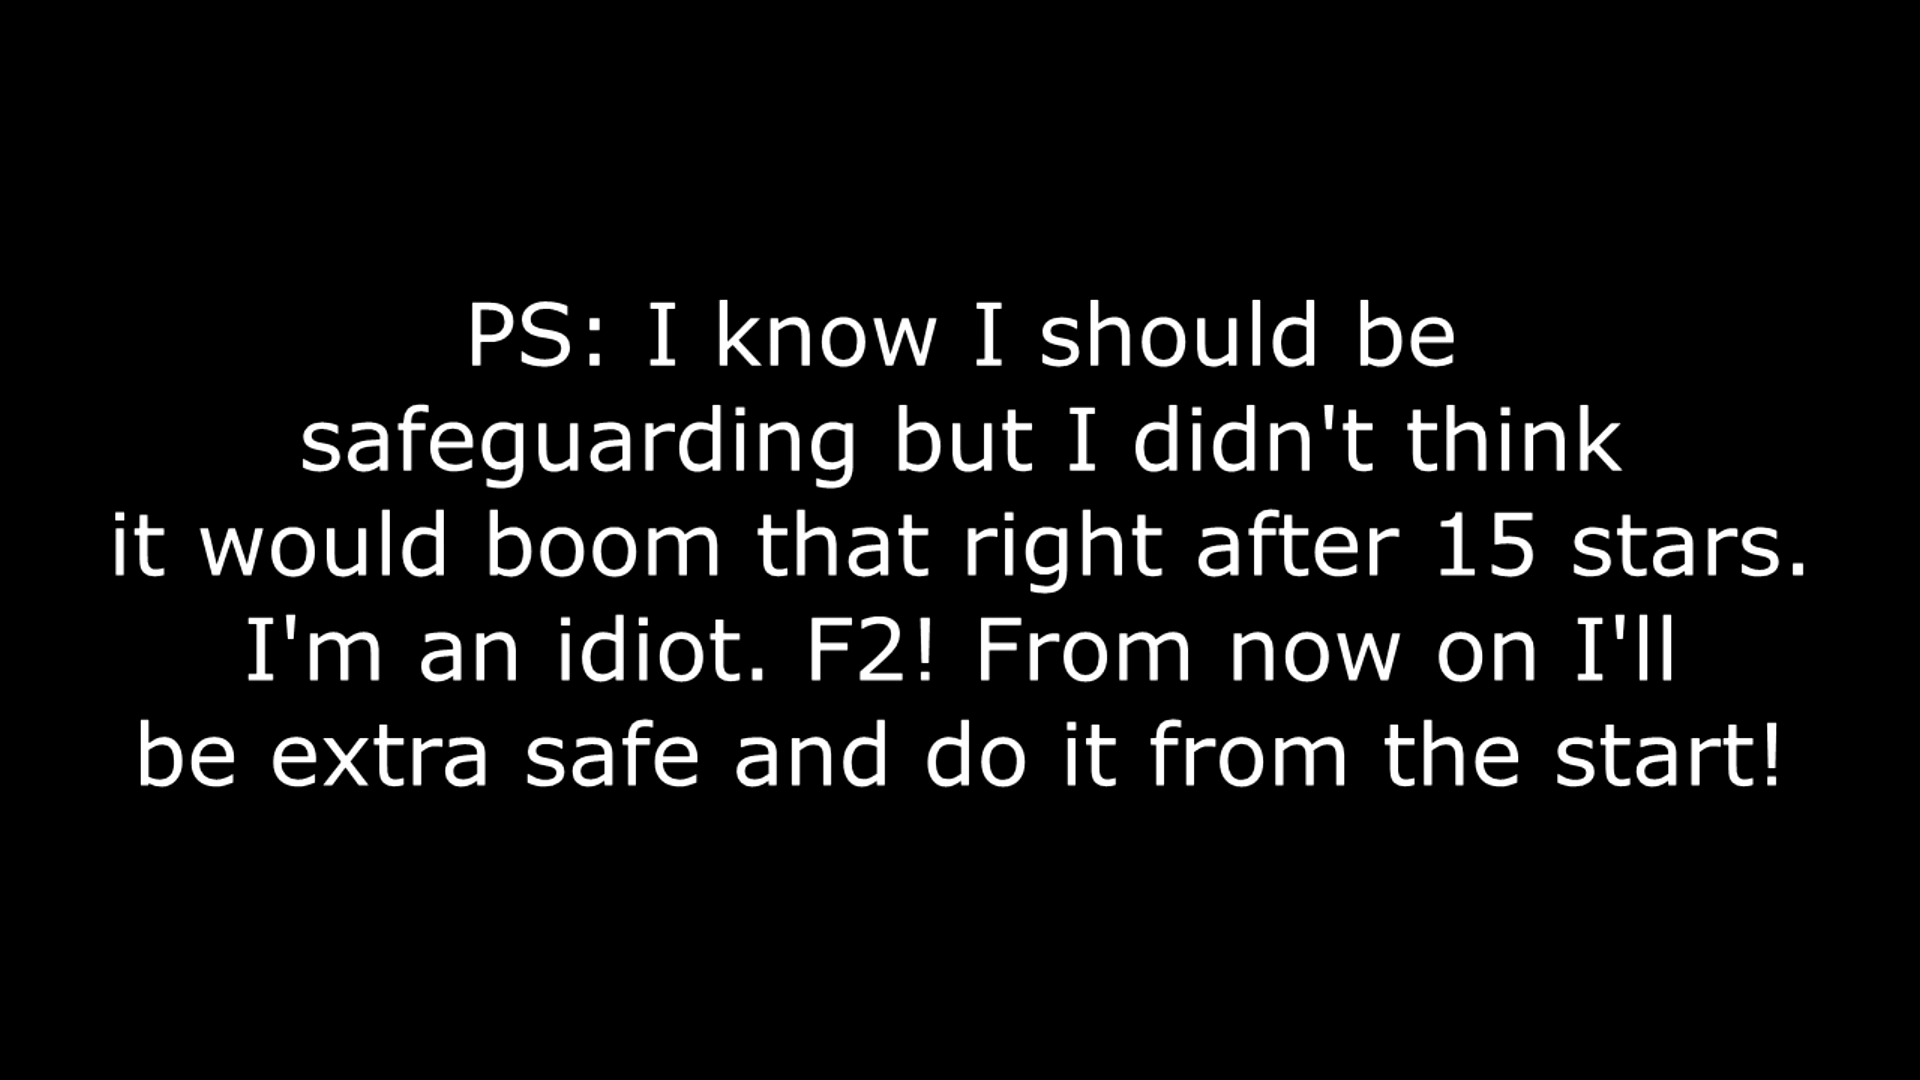 PS: I know I should be
safeguarding but I didn't think
it would boom that right after 15 stars.
I'm an idiot. F2! From now on I'll
be extra safe and do it from the start!